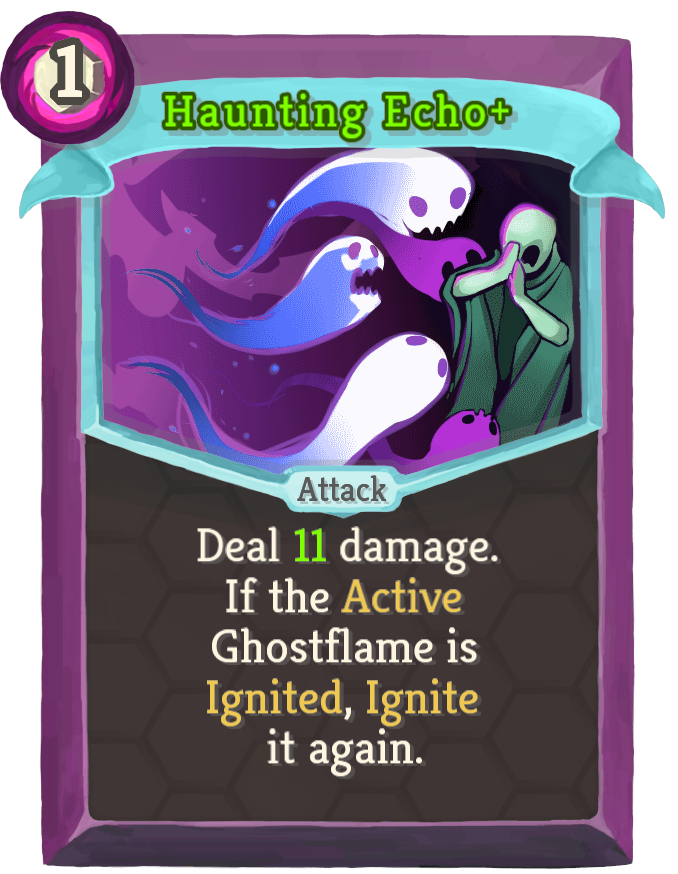 1
Haunting Echo+
Attack
Deal 11 damage.
If the Active
Ghostflame is
Ignited, Ignite
it again.